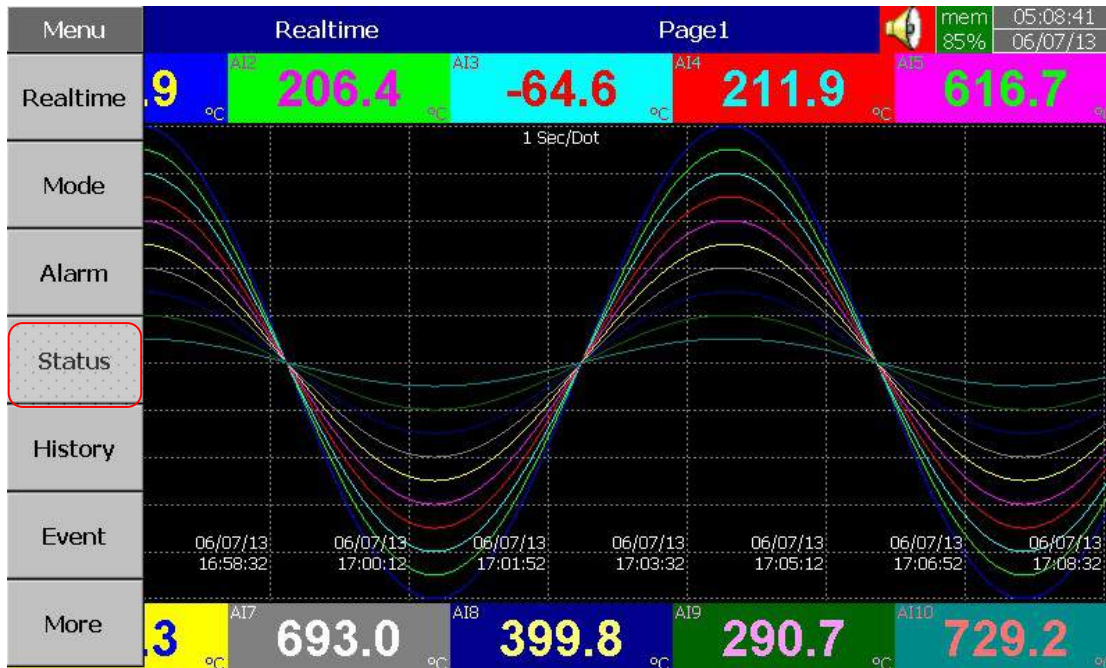 Menu
Realtime
Page1
mem
85%
05:08:41
06/07/13
Realtime
Mode
Alarm
Status
History
Event
More
.9 °C
AI2 206.4 °C
AI3 -64.6 °C
AI4 211.9 °C
AI5 616.7
1 Sec/Dot
06/07/13
16:58:32
06/07/13
17:00:12
06/07/13
17:01:52
06/07/13
17:03:32
06/07/13
17:05:12
06/07/13
17:06:52
06/07/13
17:08:32
.3 °C
AI7 693.0 °C
AI8 399.8 °C
AI9 290.7 °C
AI10 729.2